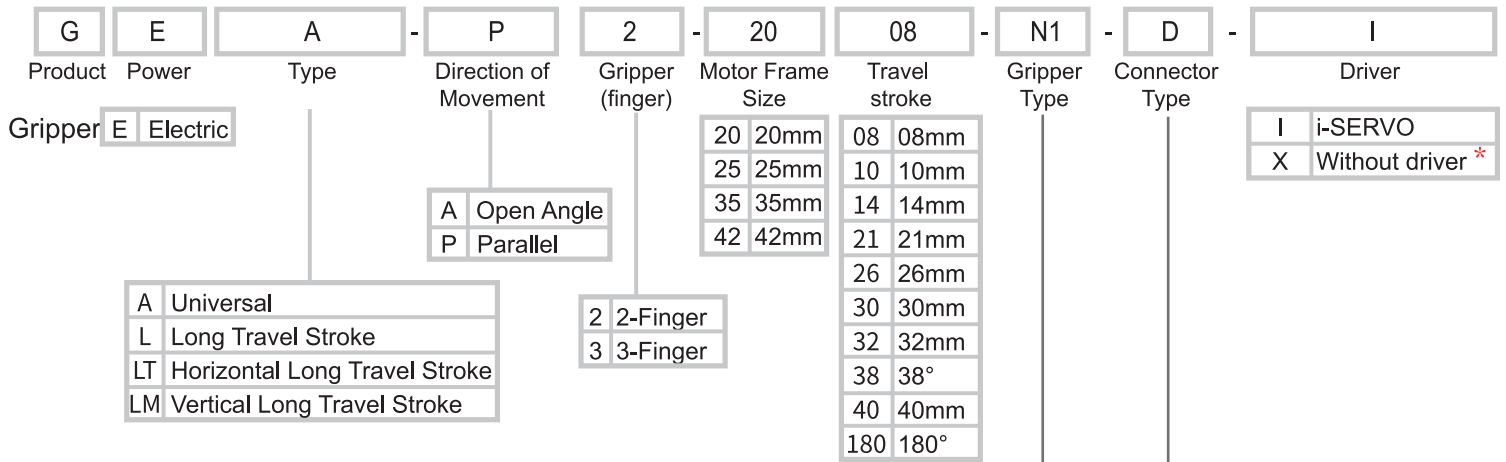 G E A - P 2 - 20 08 - N1 - D - I
Product Power Type Direction of Movement Gripper (finger) Motor Frame Size Travel stroke Gripper Type Connector Type Driver
Gripper E Electric
I i-SERVO
X Without driver *
20 20mm
25 25mm
35 35mm
42 42mm
08 08mm
10 10mm
14 14mm
21 21mm
26 26mm
30 30mm
32 32mm
38 38°
40 40mm
180 180°
A Open Angle
P Parallel
A Universal
L Long Travel Stroke
LT Horizontal Long Travel Stroke
LM Vertical Long Travel Stroke
2 2-Finger
3 3-Finger